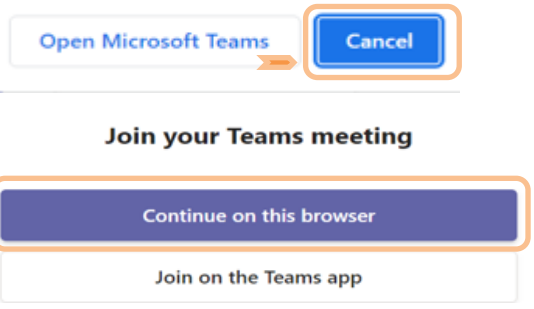 Open Microsoft Teams Cancel
Join your Teams meeting
Continue on this browser
Join on the Teams app